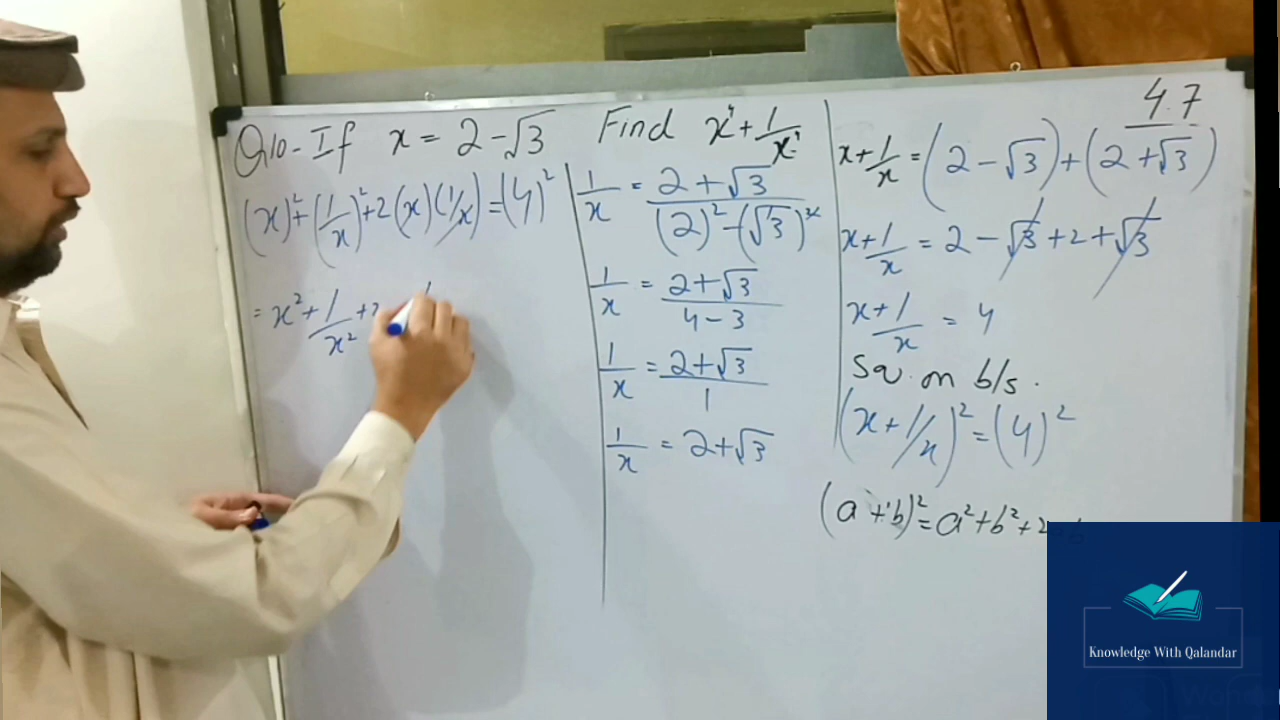 4.7
Q10- If x = 2 - √3 Find x⁴ + 1/x⁴
(x)² + (1/x)² + 2(x)(1/x) = (4)²
= x² + 1/x² + 2
1/x = 2 + √3 / (2)² - (√3)²
1/x = 2 + √3 / 4 - 3
1/x = 2 + √3 / 1
1/x = 2 + √3
x + 1/x = (2 - √3) + (2 + √3)
x + 1/x = 2 - √3 + 2 + √3
x + 1/x = 4
Sq. on b/s.
(x + 1/x)² = (4)²
(a + b)² = a² + b² + 2
Knowledge With Qalandar